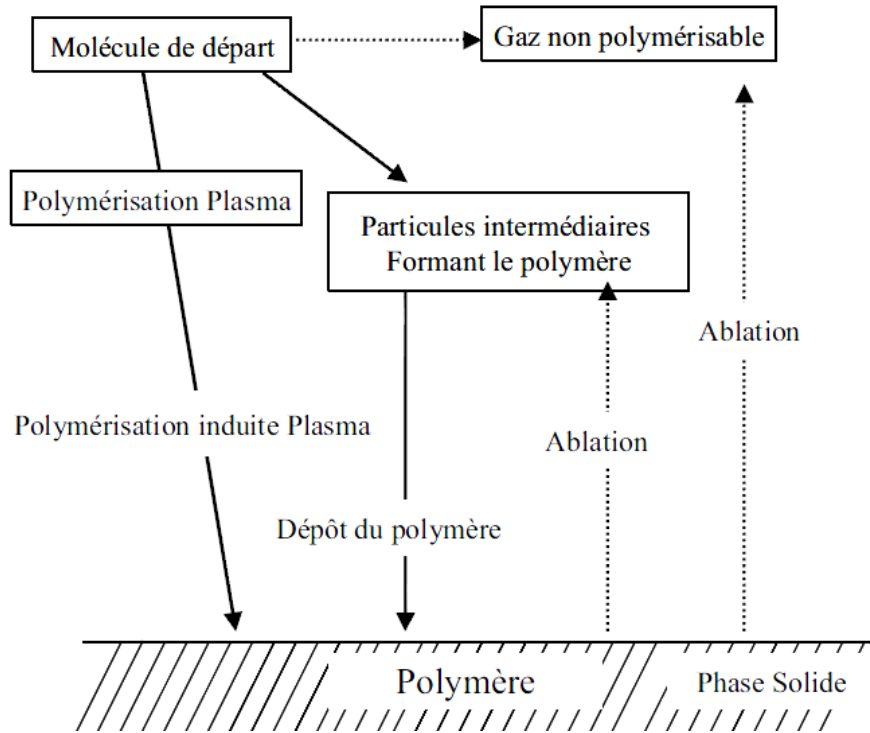 Molécule de départ
Gaz non polymérisable
Polymérisation Plasma
Particules intermédiaires
Formant le polymère
Ablation
Polymérisation induite Plasma
Ablation
Dépôt du polymère
Polymère
Phase Solide